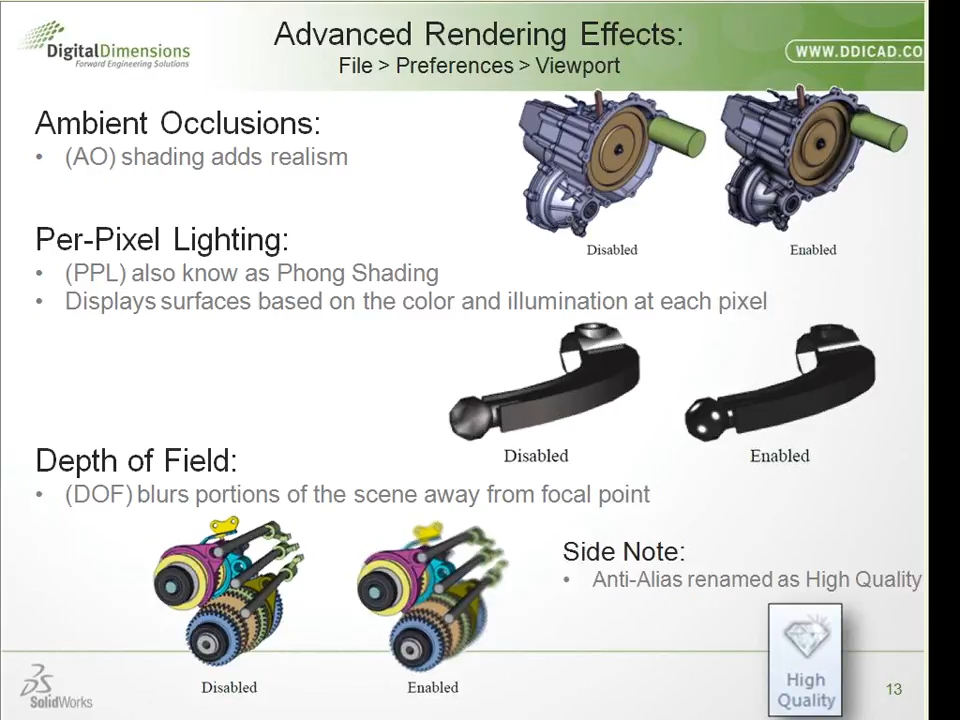 DigitalDimensions
Forward Engineering Solutions
Advanced Rendering Effects:
File > Preferences > Viewport
WWW.DDICAD.CO
Ambient Occlusions:
• (AO) shading adds realism
Disabled
Enabled
Per-Pixel Lighting:
• (PPL) also know as Phong Shading
• Displays surfaces based on the color and illumination at each pixel
Disabled
Enabled
Depth of Field:
• (DOF) blurs portions of the scene away from focal point
Disabled
Enabled
Side Note:
• Anti-Alias renamed as High Quality
High
Quality
SolidWorks
13